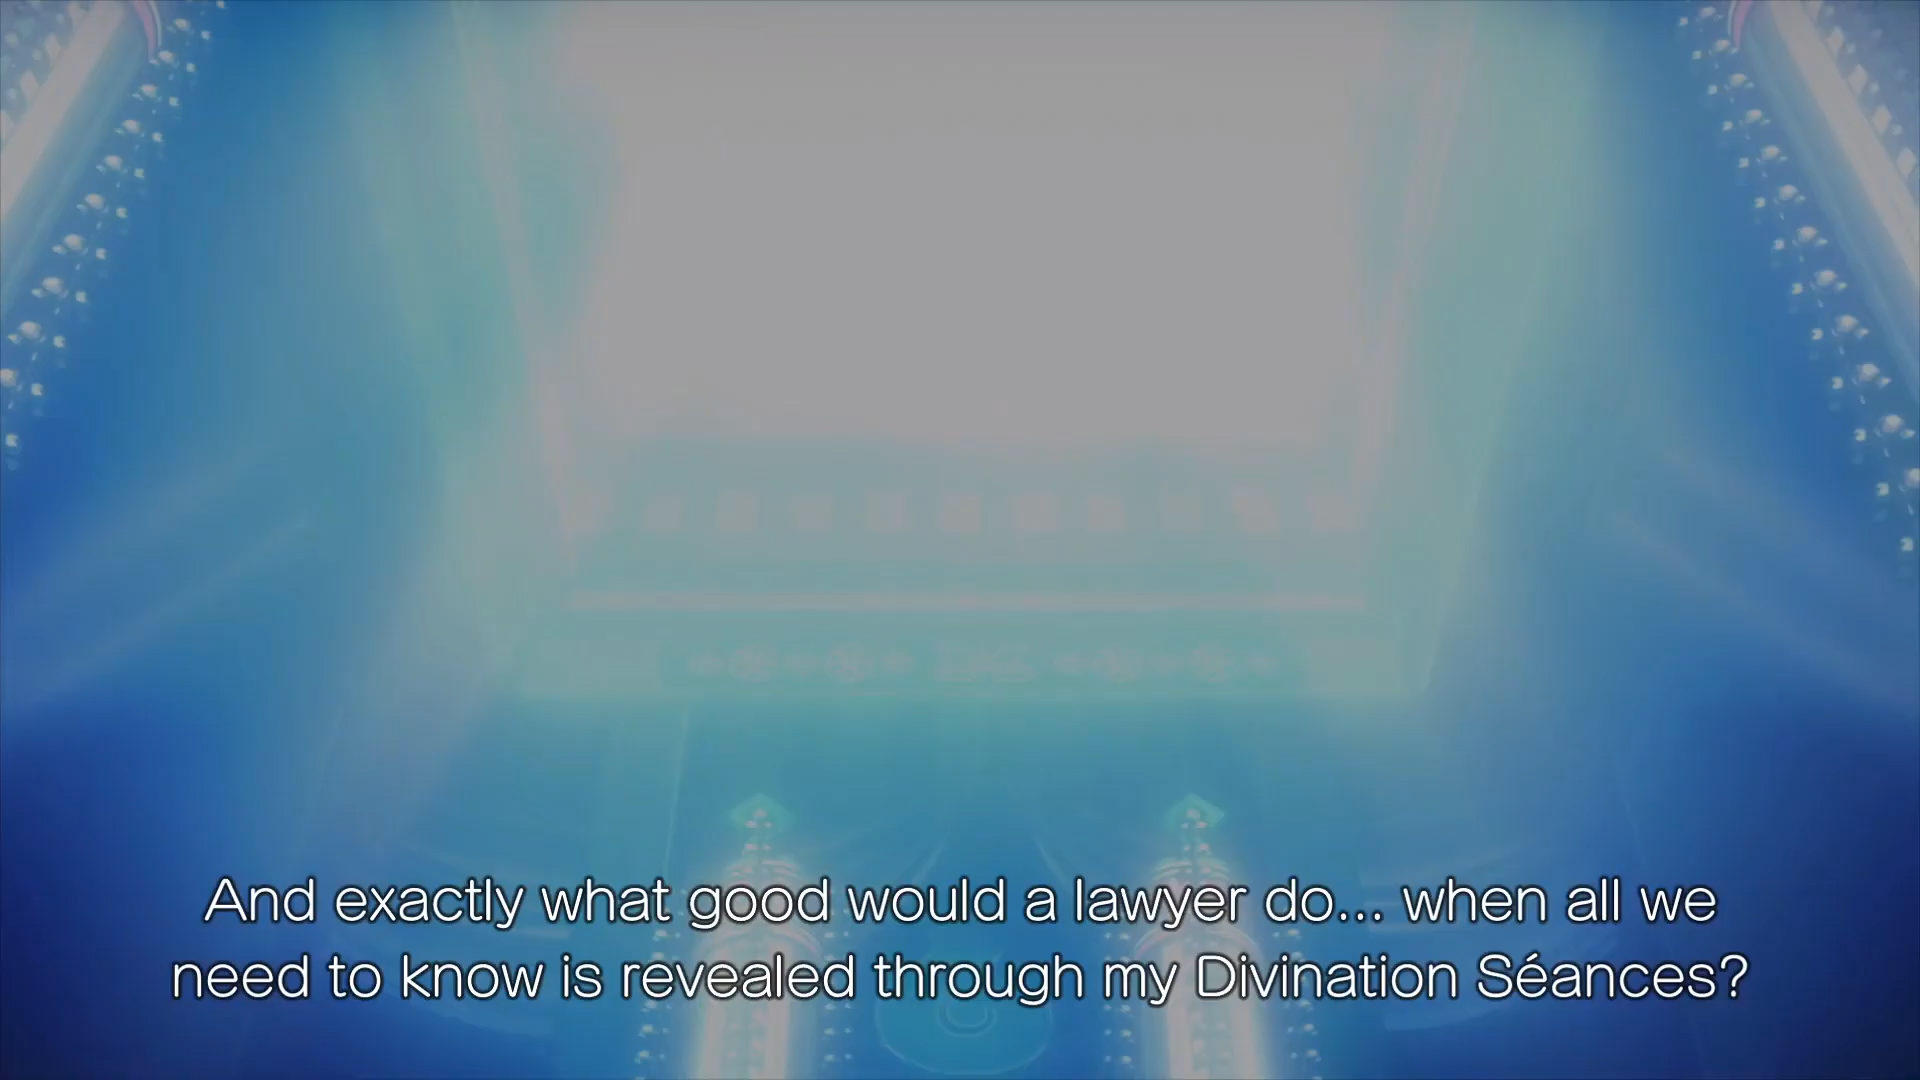 And exactly what good would a lawyer do... when all we
need to know is revealed through my Divination Séances?